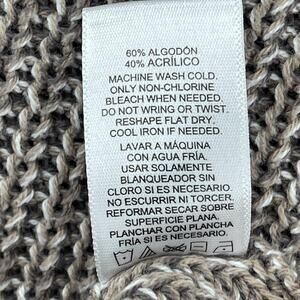 60% ALGODÓN
40% ACRÍLICO
MACHINE WASH COLD.
ONLY NON-CHLORINE
BLEACH WHEN NEEDED.
DO NOT WRING OR TWIST.
RESHAPE FLAT DRY.
COOL IRON IF NEEDED.
LAVAR A MÁQUINA
CON AGUA FRÍA.
USAR SOLAMENTE
BLANQUEADOR SIN
CLORO SI ES NECESARIO.
NO ESCURRIR NI TORCER.
REFORMAR SECAR SOBRE
SUPERFICIE PLANA.
PLANCHAR CON PLANCHA
FRÍA SI ES NECESARIO.